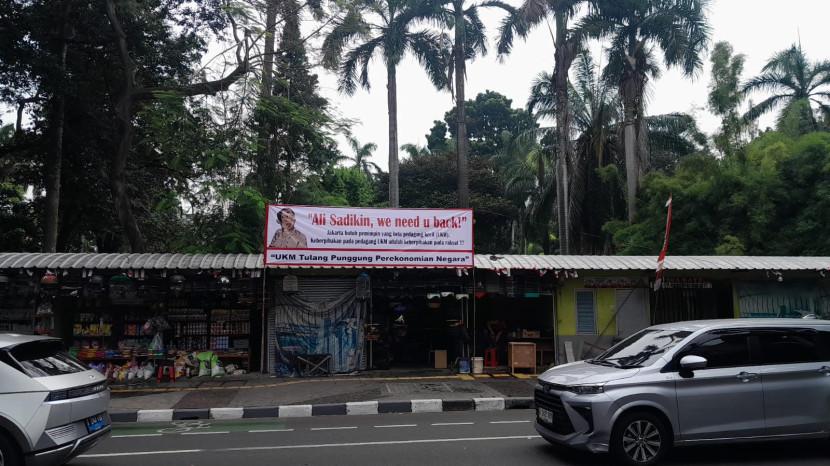 "Ali Sadikin, we need u back!"
Jakarta butuh pemimpin yang bela pedagang kecil (UKM).
Keberpihakan pada pedagang UKM adalah keberpihakan pada rakyat !!
"UKM Tulang Punggung Perekonomian Negara"